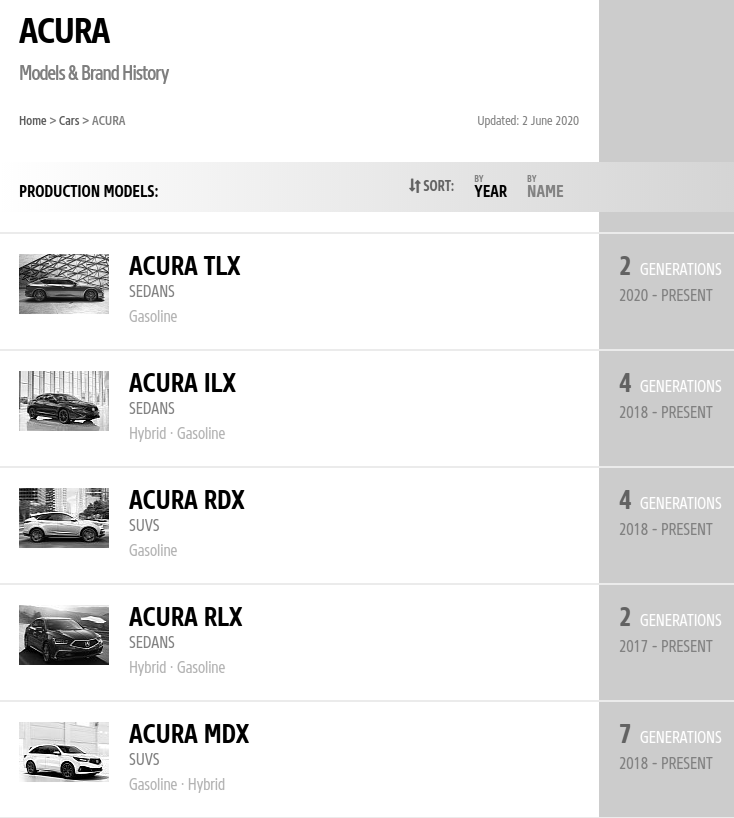 ACURA
Models & Brand History
Home > Cars > ACURA
Updated: 2 June 2020
PRODUCTION MODELS:
SORT:
BY
YEAR
BY
NAME
ACURA TLX
SEDANS
Gasoline
2 GENERATIONS
2020 - PRESENT
ACURA ILX
SEDANS
Hybrid · Gasoline
4 GENERATIONS
2018 - PRESENT
ACURA RDX
SUVS
Gasoline
4 GENERATIONS
2018 - PRESENT
ACURA RLX
SEDANS
Hybrid · Gasoline
2 GENERATIONS
2017 - PRESENT
ACURA MDX
SUVS
Gasoline · Hybrid
7 GENERATIONS
2018 - PRESENT